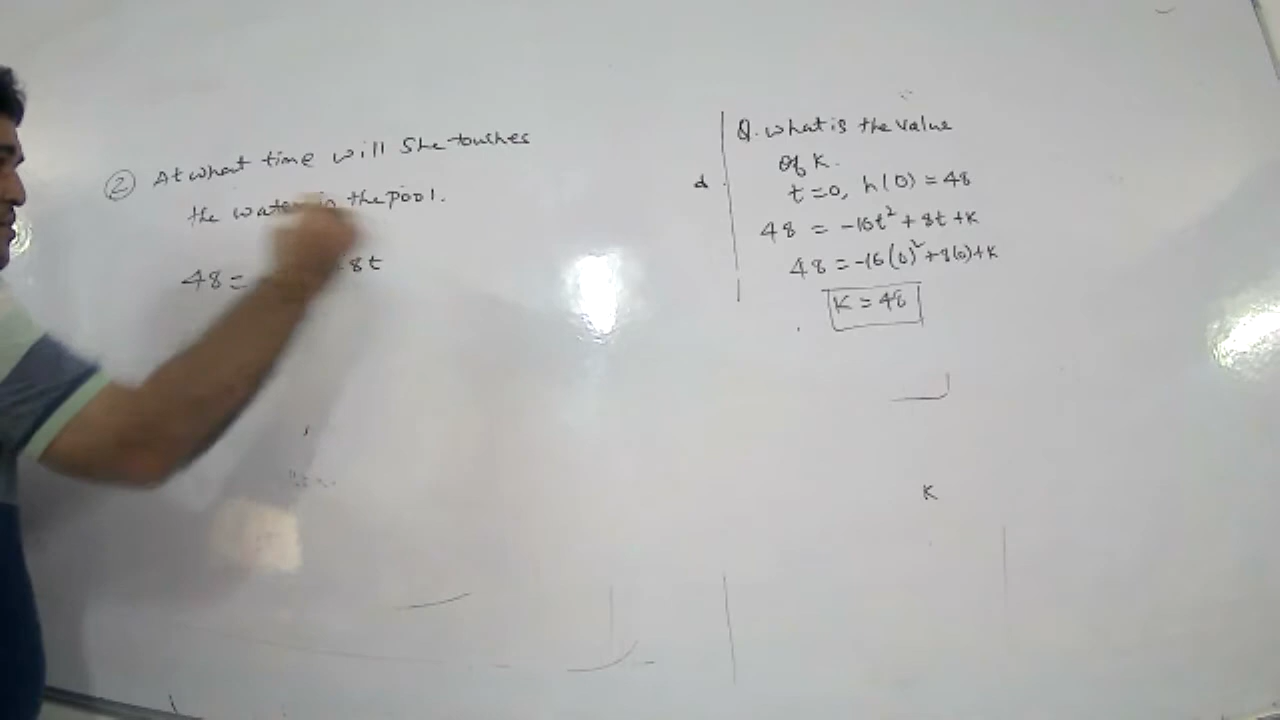 ② At what time will she toushes
the water in the pool.
48= 8t
Q. what is the value
of K.
t=0, h(0) = 48
48 = -16t² + 8t + K
48 = -16(0)² + 8(0) + K
K = 48
d
K